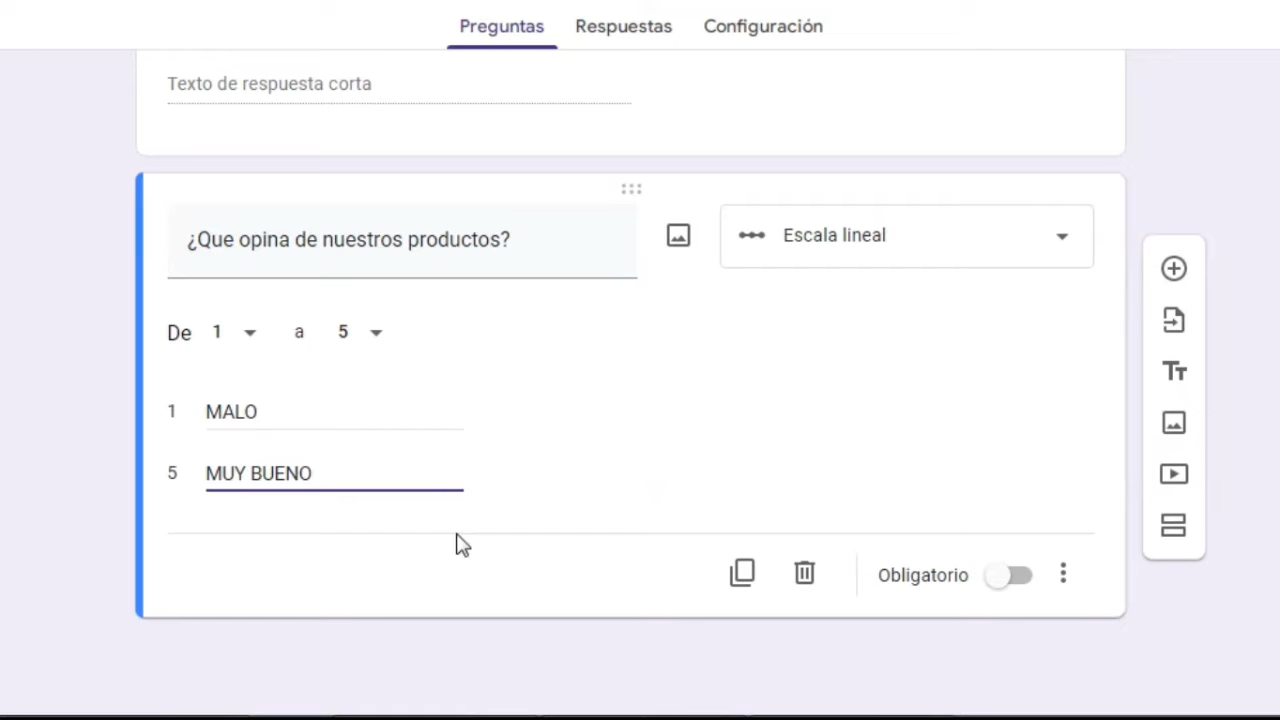 Preguntas Respuestas Configuración
Texto de respuesta corta
¿Que opina de nuestros productos?
Escala lineal
De 1 a 5
1 MALO
5 MUY BUENO
Obligatorio